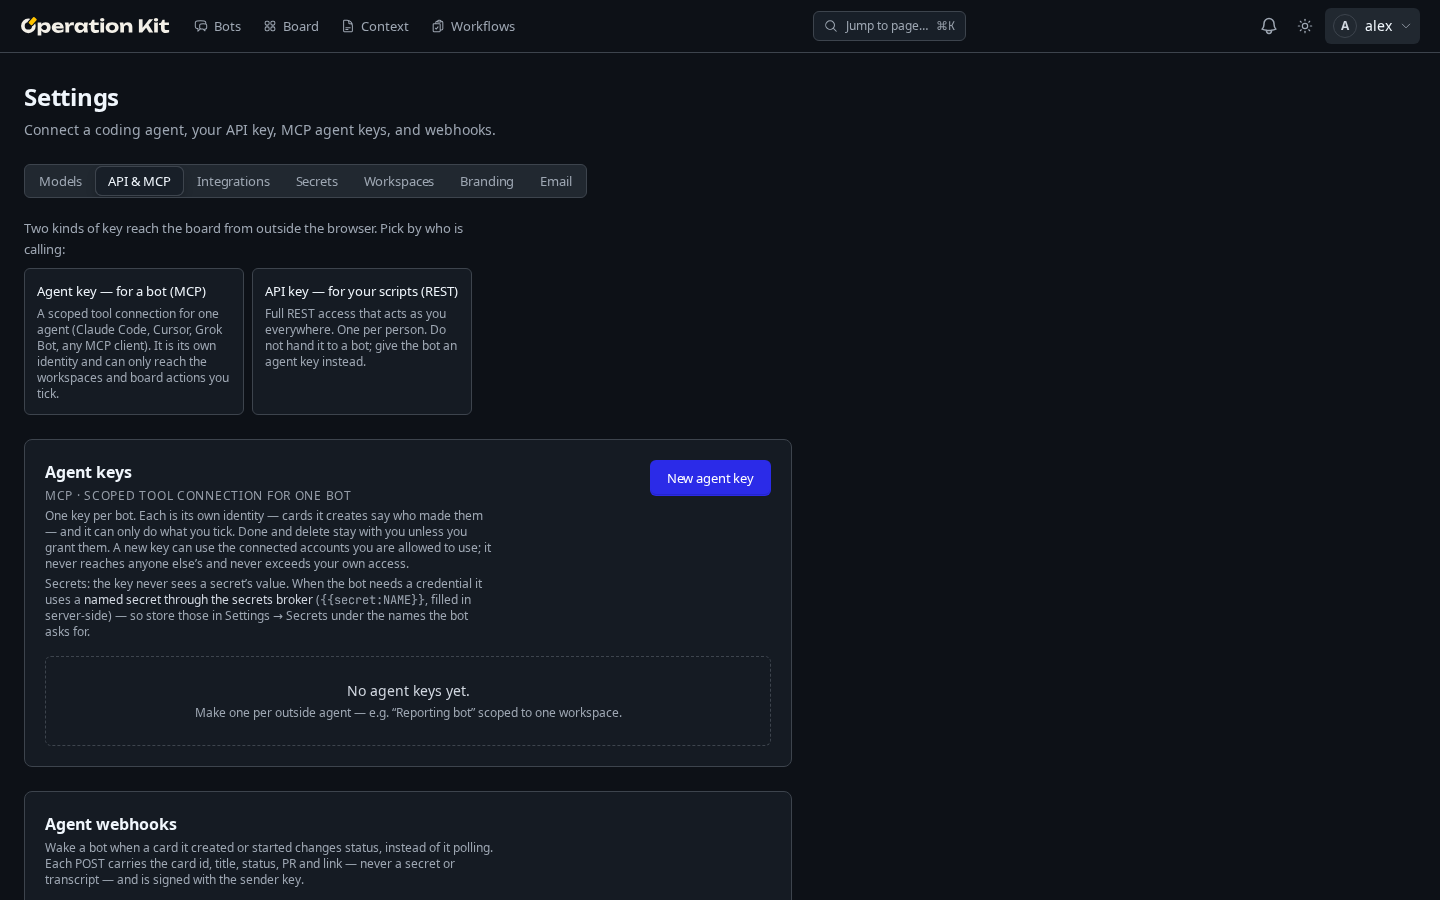 Operation Kit
Bots
Board
Context
Workflows
Jump to page... ⌘K
A
alex
Settings
Connect a coding agent, your API key, MCP agent keys, and webhooks.
Models
API & MCP
Integrations
Secrets
Workspaces
Branding
Email
Two kinds of key reach the board from outside the browser. Pick by who is
calling:
Agent key — for a bot (MCP)
A scoped tool connection for one
agent (Claude Code, Cursor, Grok
Bot, any MCP client). It is its own
identity and can only reach the
workspaces and board actions you
tick.
API key — for your scripts (REST)
Full REST access that acts as you
everywhere. One per person. Do
not hand it to a bot; give the bot an
agent key instead.
Agent keys
New agent key
MCP · SCOPED TOOL CONNECTION FOR ONE BOT
One key per bot. Each is its own identity — cards it creates say who made them
— and it can only do what you tick. Done and delete stay with you unless you
grant them. A new key can use the connected accounts you are allowed to use; it
never reaches anyone else’s and never exceeds your own access.
Secrets: the key never sees a secret’s value. When the bot needs a credential it
uses a named secret through the secrets broker ({{secret:NAME}}, filled in
server-side) — so store those in Settings → Secrets under the names the bot
asks for.
No agent keys yet.
Make one per outside agent — e.g. “Reporting bot” scoped to one workspace.
Agent webhooks
Wake a bot when a card it created or started changes status, instead of it polling.
Each POST carries the card id, title, status, PR and link — never a secret or
transcript — and is signed with the sender key.